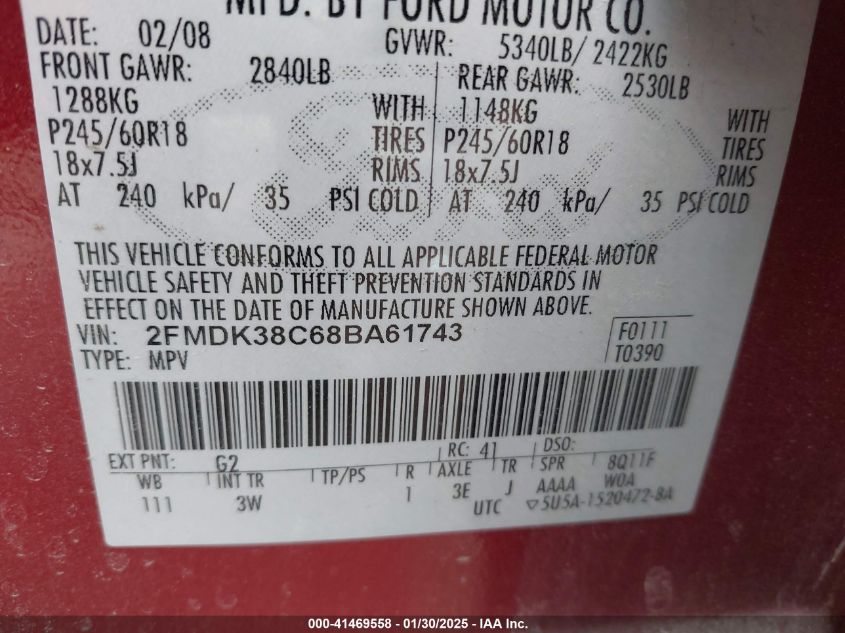 MFD. BY FORD MOTOR CO.
DATE: 02/08 GVWR: 5340LB/ 2422KG
FRONT GAWR: 2840LB REAR GAWR: 2530LB
1288KG WITH 1148KG WITH
P245/60R18 TIRES P245/60R18 TIRES
18x7.5J RIMS 18x7.5J RIMS
AT 240 kPa/ 35 PSI COLD AT 240 kPa/ 35 PSI COLD
THIS VEHICLE CONFORMS TO ALL APPLICABLE FEDERAL MOTOR
VEHICLE SAFETY AND THEFT PREVENTION STANDARDS IN
EFFECT ON THE DATE OF MANUFACTURE SHOWN ABOVE.
VIN: 2FMDK38C68BA61743 F0111
TYPE: MPV T0390
EXT PNT: G2 RC: 41 DSO:
WB INT TR TP/PS R AXLE TR SPR 8Q11F
111 3W 1 3E J AAAA W0A
UTC ▽5U5A-1520472-BA
000-41469558 - 01/30/2025 - IAA Inc.